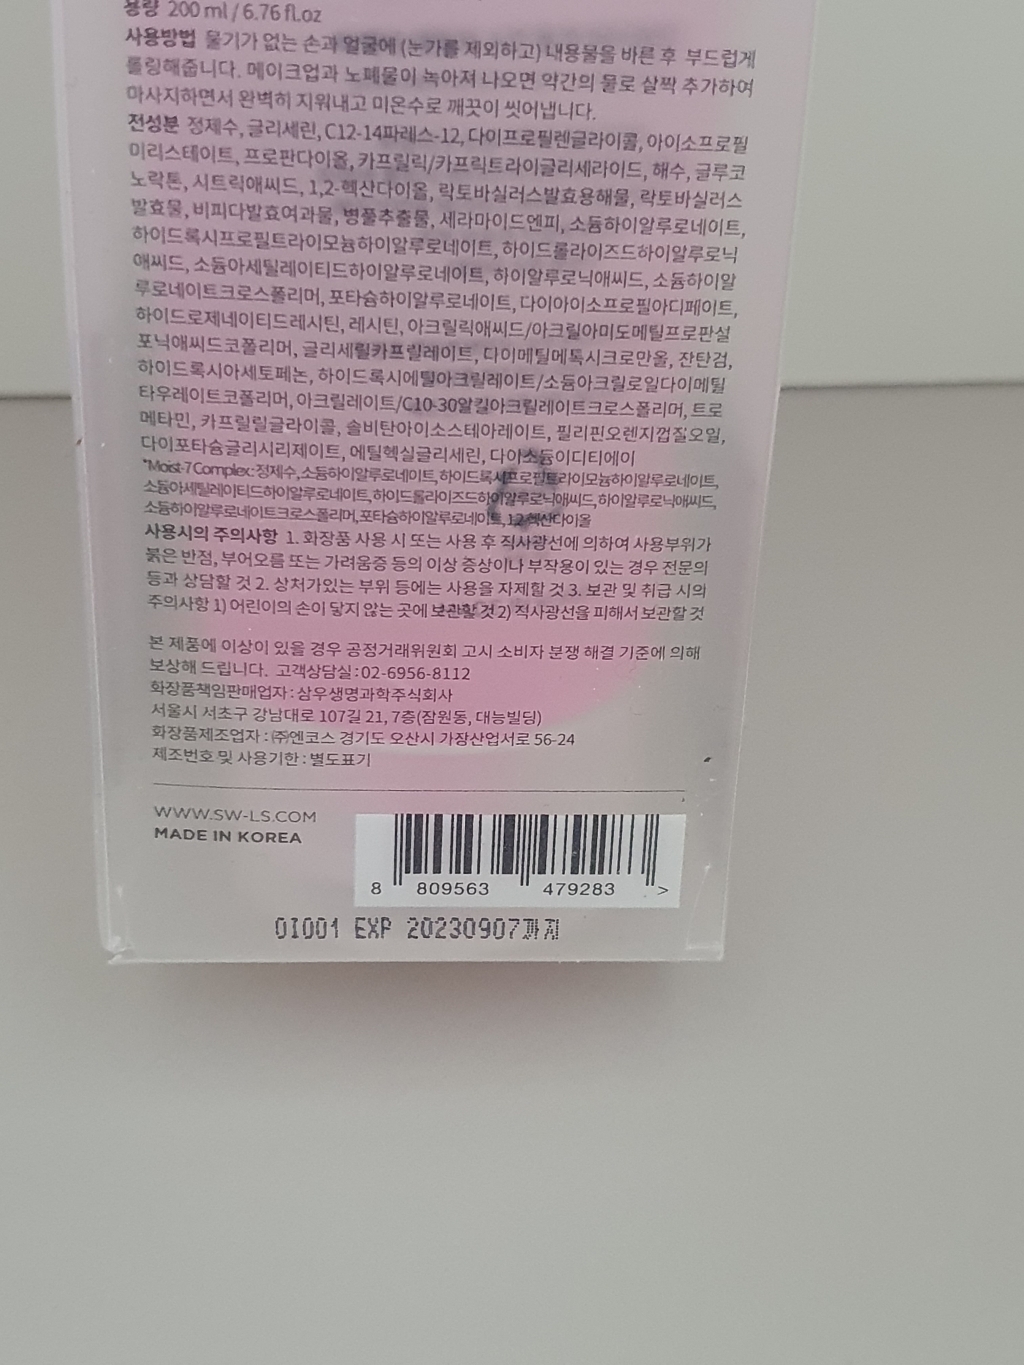 용량 200 ml / 6.76 fl.oz
사용방법 물기가 없는 손과 얼굴에 (눈가를 제외하고) 내용물을 바른 후 부드럽게
롤링해줍니다. 메이크업과 노폐물이 녹아져 나오면 약간의 물로 살짝 추가하여
마사지하면서 완벽히 지워내고 미온수로 깨끗이 씻어냅니다.
전성분 정제수, 글리세린, C12-14파레스-12, 다이프로필렌글라이콜, 아이소프로필
미리스테이트, 프로판다이올, 카프릴릭/카프릭트라이글리세라이드, 해수, 글루코
노락톤, 시트릭애씨드, 1,2-헥산다이올, 락토바실러스발효용해물, 락토바실러스
발효물, 비피다발효여과물, 병풀추출물, 세라마이드엔피, 소듐하이알루로네이트,
하이드록시프로필트라이모늄하이알루로네이트, 하이드롤라이즈드하이알루로닉
애씨드, 소듐아세틸레이티드하이알루로네이트, 하이알루로닉애씨드, 소듐하이알
루로네이트크로스폴리머, 포타슘하이알루로네이트, 다이아이소프로필아디페이트,
하이드로제네이티드레시틴, 레시틴, 아크릴릭애씨드/아크릴아미도메틸프로판설
포닉애씨드코폴리머, 글리세릴카프릴레이트, 다이메틸메톡시크로만올, 잔탄검,
하이드록시아세토페논, 하이드록시에틸아크릴레이트/소듐아크릴로일다이메틸
타우레이트코폴리머, 아크릴레이트/C10-30알킬아크릴레이트크로스폴리머, 트로
메타민, 카프릴릴글라이콜, 솔비탄아이소스테아레이트, 필리핀오렌지껍질오일,
다이포타슘글리시리제이트, 에틸헥실글리세린, 다이소듐이디티에이
*Moist-7 Complex: 정제수, 소듐하이알루로네이트, 하이드록시프로필트라이모늄하이알루로네이트,
소듐아세틸레이티드하이알루로네이트, 하이드롤라이즈드하이알루로닉애씨드, 하이알루로닉애씨드,
소듐하이알루로네이트크로스폴리머, 포타슘하이알루로네이트, 1,2-헥산다이올
사용시의 주의사항 1. 화장품 사용 시 또는 사용 후 직사광선에 의하여 사용부위가
붉은 반점, 부어오름 또는 가려움증 등의 이상 증상이나 부작용이 있는 경우 전문의
등과 상담할 것 2. 상처가있는 부위 등에는 사용을 자제할 것 3. 보관 및 취급 시의
주의사항 1) 어린이의 손이 닿지 않는 곳에 보관할 것 2) 직사광선을 피해서 보관할 것
본 제품에 이상이 있을 경우 공정거래위원회 고시 소비자 분쟁 해결 기준에 의해
보상해 드립니다. 고객상담실 : 02-6956-8112
화장품책임판매업자 : 삼우생명과학주식회사
서울시 서초구 강남대로 107길 21, 7층(잠원동, 대능빌딩)
화장품제조업자 : ㈜엔코스 경기도 오산시 가장산업서로 56-24
제조번호 및 사용기한 : 별도표기
WWW.SW-LS.COM
MADE IN KOREA
8 809563 479283 >
OI001 EXP 20230907까지